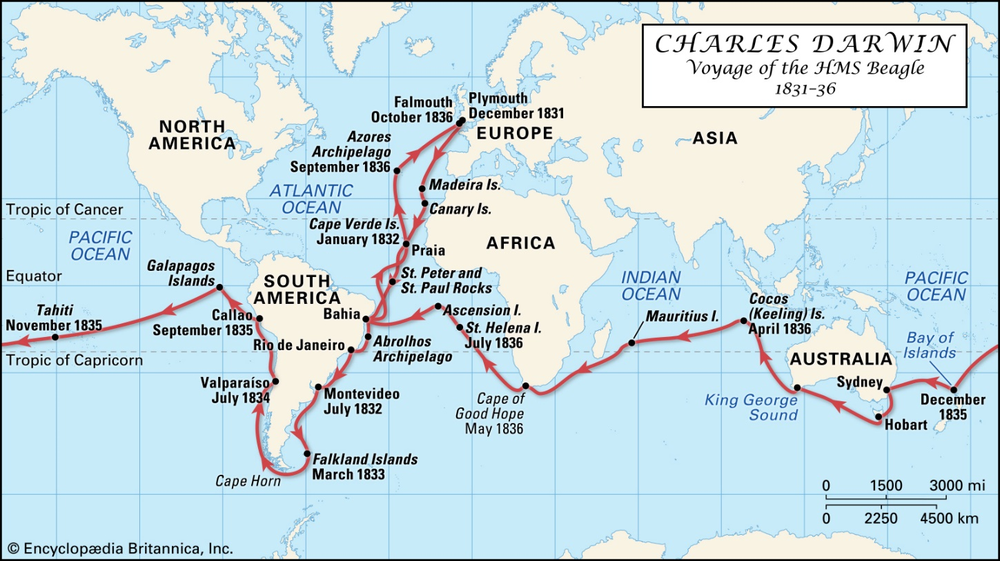 CHARLES DARWIN
Voyage of the HMS Beagle
1831–36
Falmouth
October 1836
Plymouth
December 1831
NORTH
AMERICA
EUROPE
ASIA
Azores
Archipelago
September 1836
ATLANTIC
OCEAN
Madeira Is.
Canary Is.
Tropic of Cancer
Cape Verde Is.
January 1832
PACIFIC
OCEAN
AFRICA
Praia
Galapagos
Islands
Equator
SOUTH
AMERICA
St. Peter and
St. Paul Rocks
INDIAN
OCEAN
PACIFIC
OCEAN
Tahiti
November 1835
Callao
September 1835
Bahia
Ascension I.
St. Helena I.
July 1836
Mauritius I.
Cocos
(Keeling) Is.
April 1836
Rio de Janeiro
Abrolhos
Archipelago
Bay of
Islands
Tropic of Capricorn
AUSTRALIA
Valparaíso
July 1834
Montevideo
July 1832
Cape of
Good Hope
May 1836
King George
Sound
Sydney
December
1835
Hobart
Falkland Islands
March 1833
Cape Horn
0 1500 3000 mi
0 2250 4500 km
© Encyclopædia Britannica, Inc.